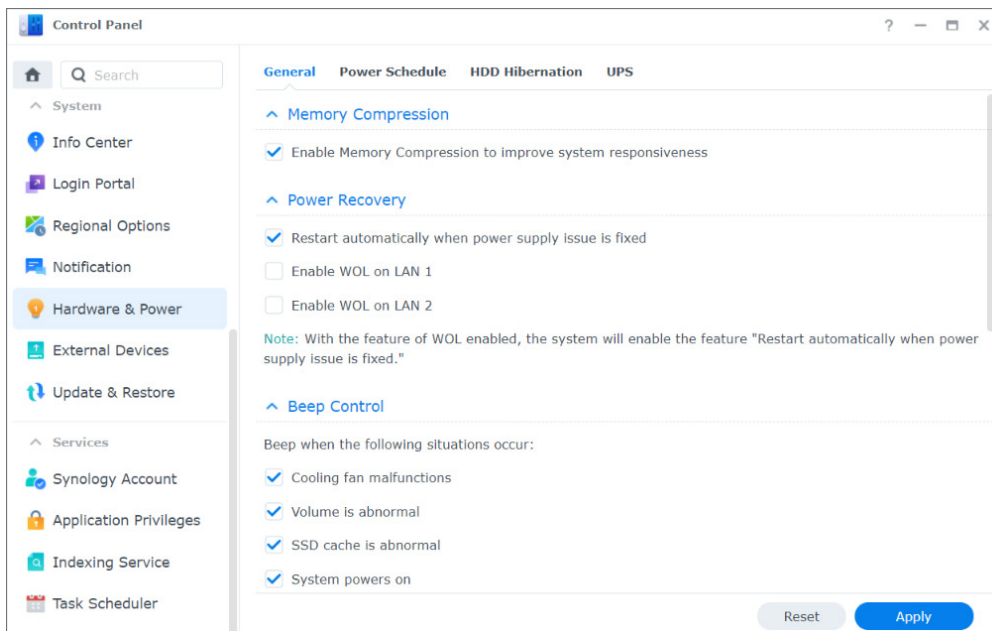 Control Panel
?
Search
System
Info Center
Login Portal
Regional Options
Notification
Hardware & Power
External Devices
Update & Restore
Services
Synology Account
Application Privileges
Indexing Service
Task Scheduler
General Power Schedule HDD Hibernation UPS
Memory Compression
Enable Memory Compression to improve system responsiveness
Power Recovery
Restart automatically when power supply issue is fixed
Enable WOL on LAN 1
Enable WOL on LAN 2
Note: With the feature of WOL enabled, the system will enable the feature "Restart automatically when power
supply issue is fixed."
Beep Control
Beep when the following situations occur:
Cooling fan malfunctions
Volume is abnormal
SSD cache is abnormal
System powers on
Reset Apply